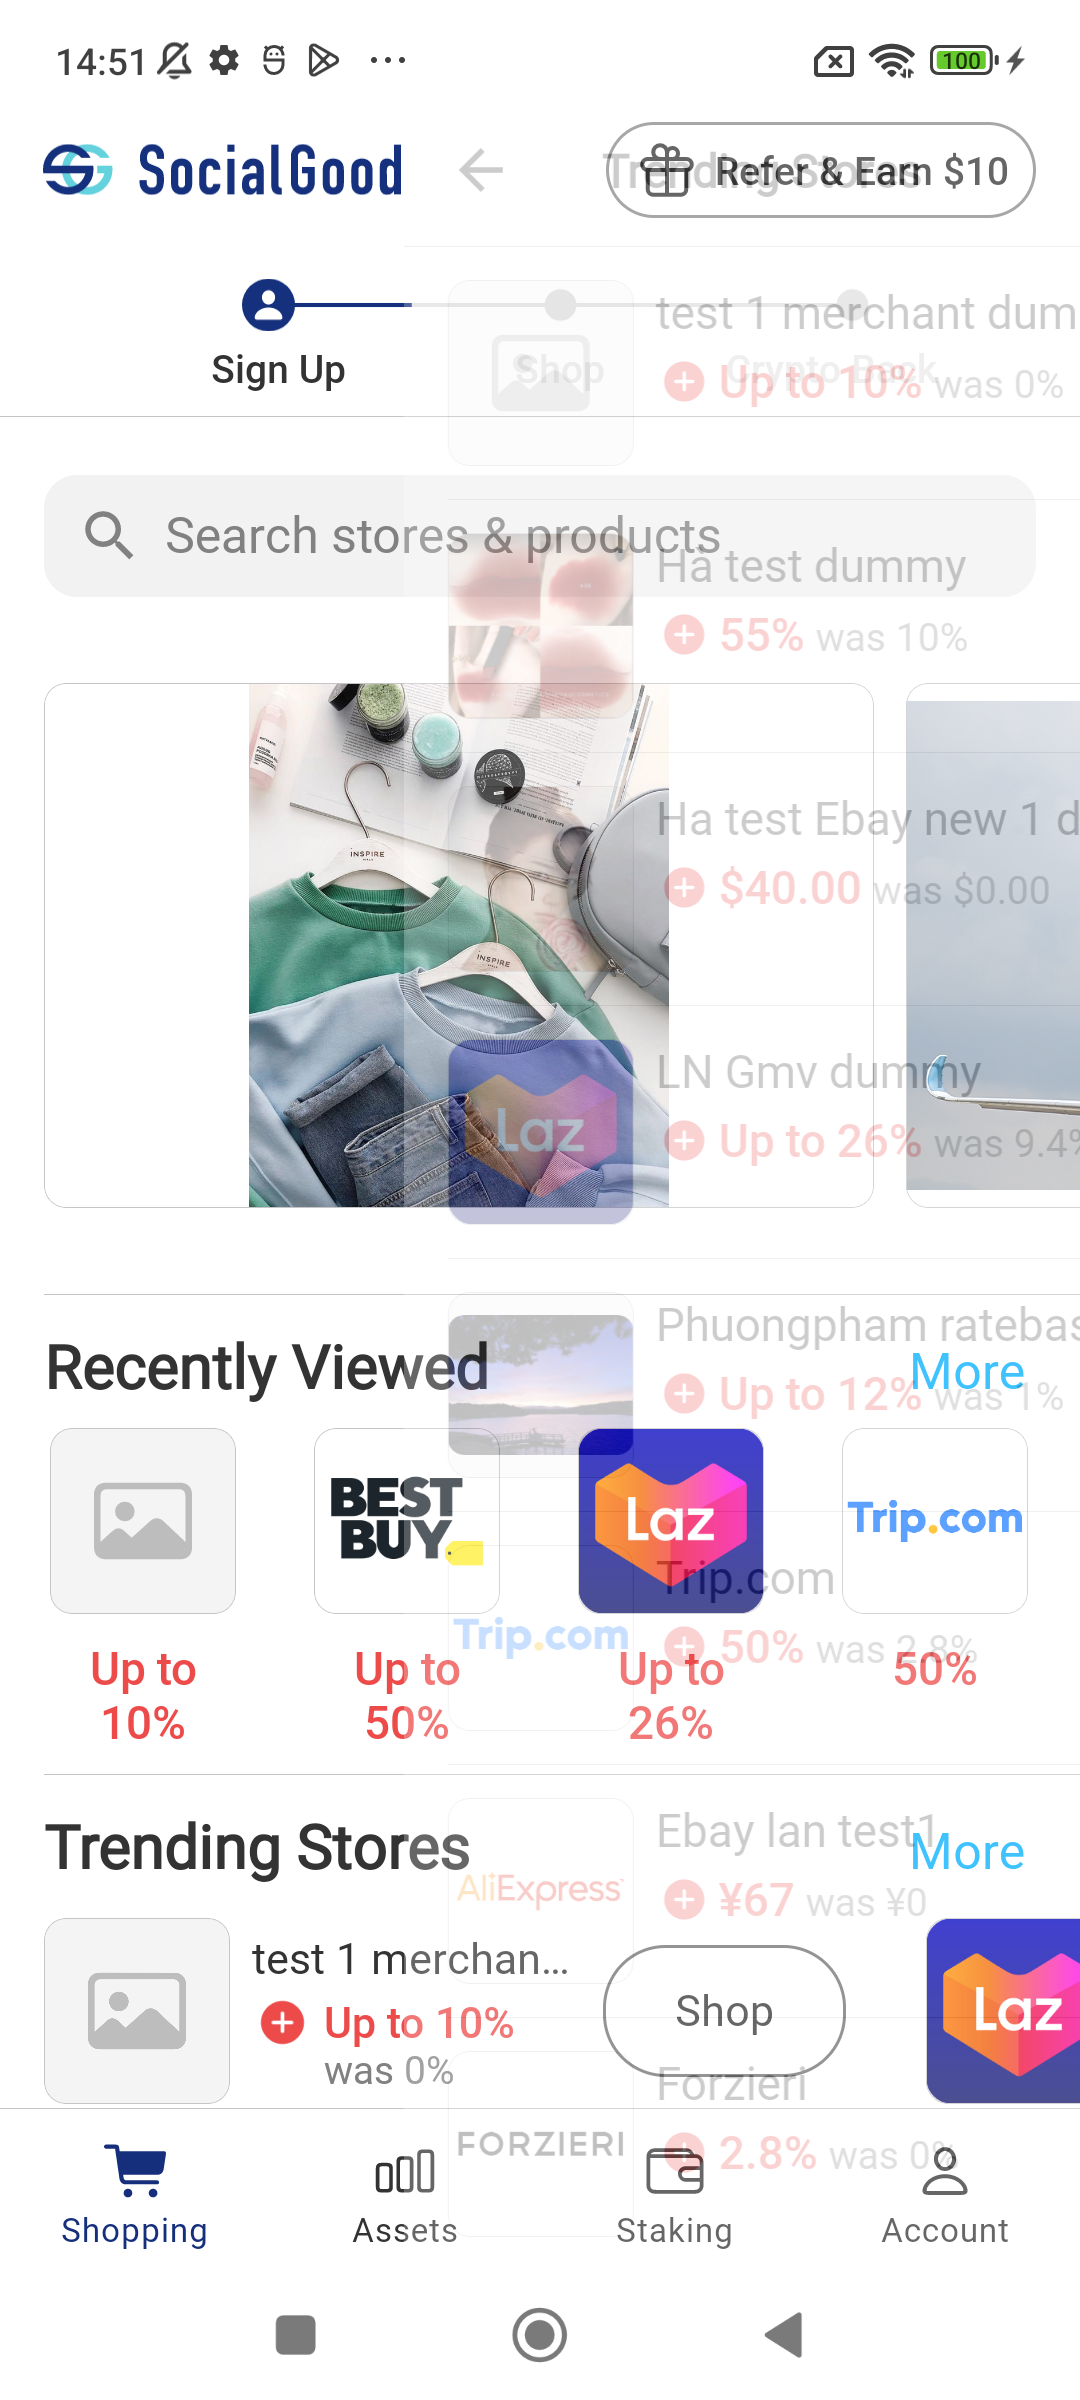 14:51
100
SocialGood
Trending Stores
Refer & Earn $10
test 1 merchant dum
Sign Up
Shop
Crypto Back
Up to 10% was 0%
Search stores & products
Ha test dummy
55% was 10%
INSPIRE
INSPIRE
Ha test Ebay new 1 d
$40.00 was $0.00
LN Gmv dummy
Laz
Up to 26% was 9.4%
Phuongpham ratebas
Recently Viewed
More
Up to 12% was 1%
BEST
BUY
Laz
Trip.com
Trip.com
Trip.com
50% was 2.8%
Up to
10%
Up to
50%
Up to
26%
50%
Trending Stores
More
Ebay lan test1
AliExpress
¥67 was ¥0
test 1 merchan...
Up to 10%
was 0%
Shop
Laz
Forzieri
FORZIERI
2.8% was 0%
Shopping
Assets
Staking
Account